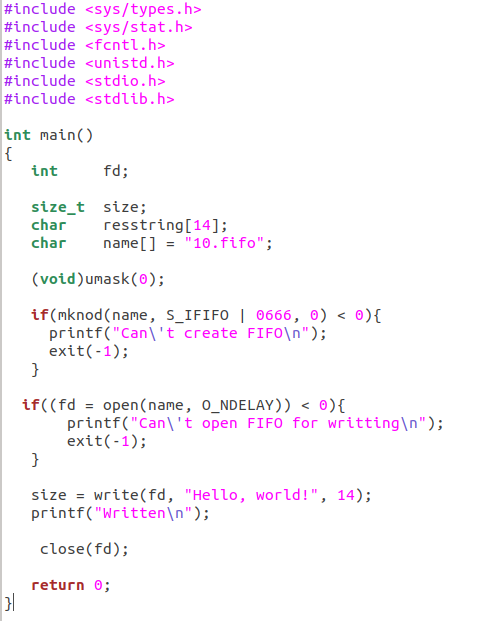 #include <sys/types.h>
#include <sys/stat.h>
#include <fcntl.h>
#include <unistd.h>
#include <stdio.h>
#include <stdlib.h>

int main()
{
   int     fd;

   size_t  size;
   char    resstring[14];
   char    name[] = "10.fifo";

   (void)umask(0);

   if(mknod(name, S_IFIFO | 0666, 0) < 0){
     printf("Can\'t create FIFO\n");
     exit(-1);
   }

  if((fd = open(name, O_NDELAY)) < 0){
       printf("Can\'t open FIFO for writting\n");
       exit(-1);
   }

   size = write(fd, "Hello, world!", 14);
   printf("Written\n");

    close(fd);

   return 0;
}